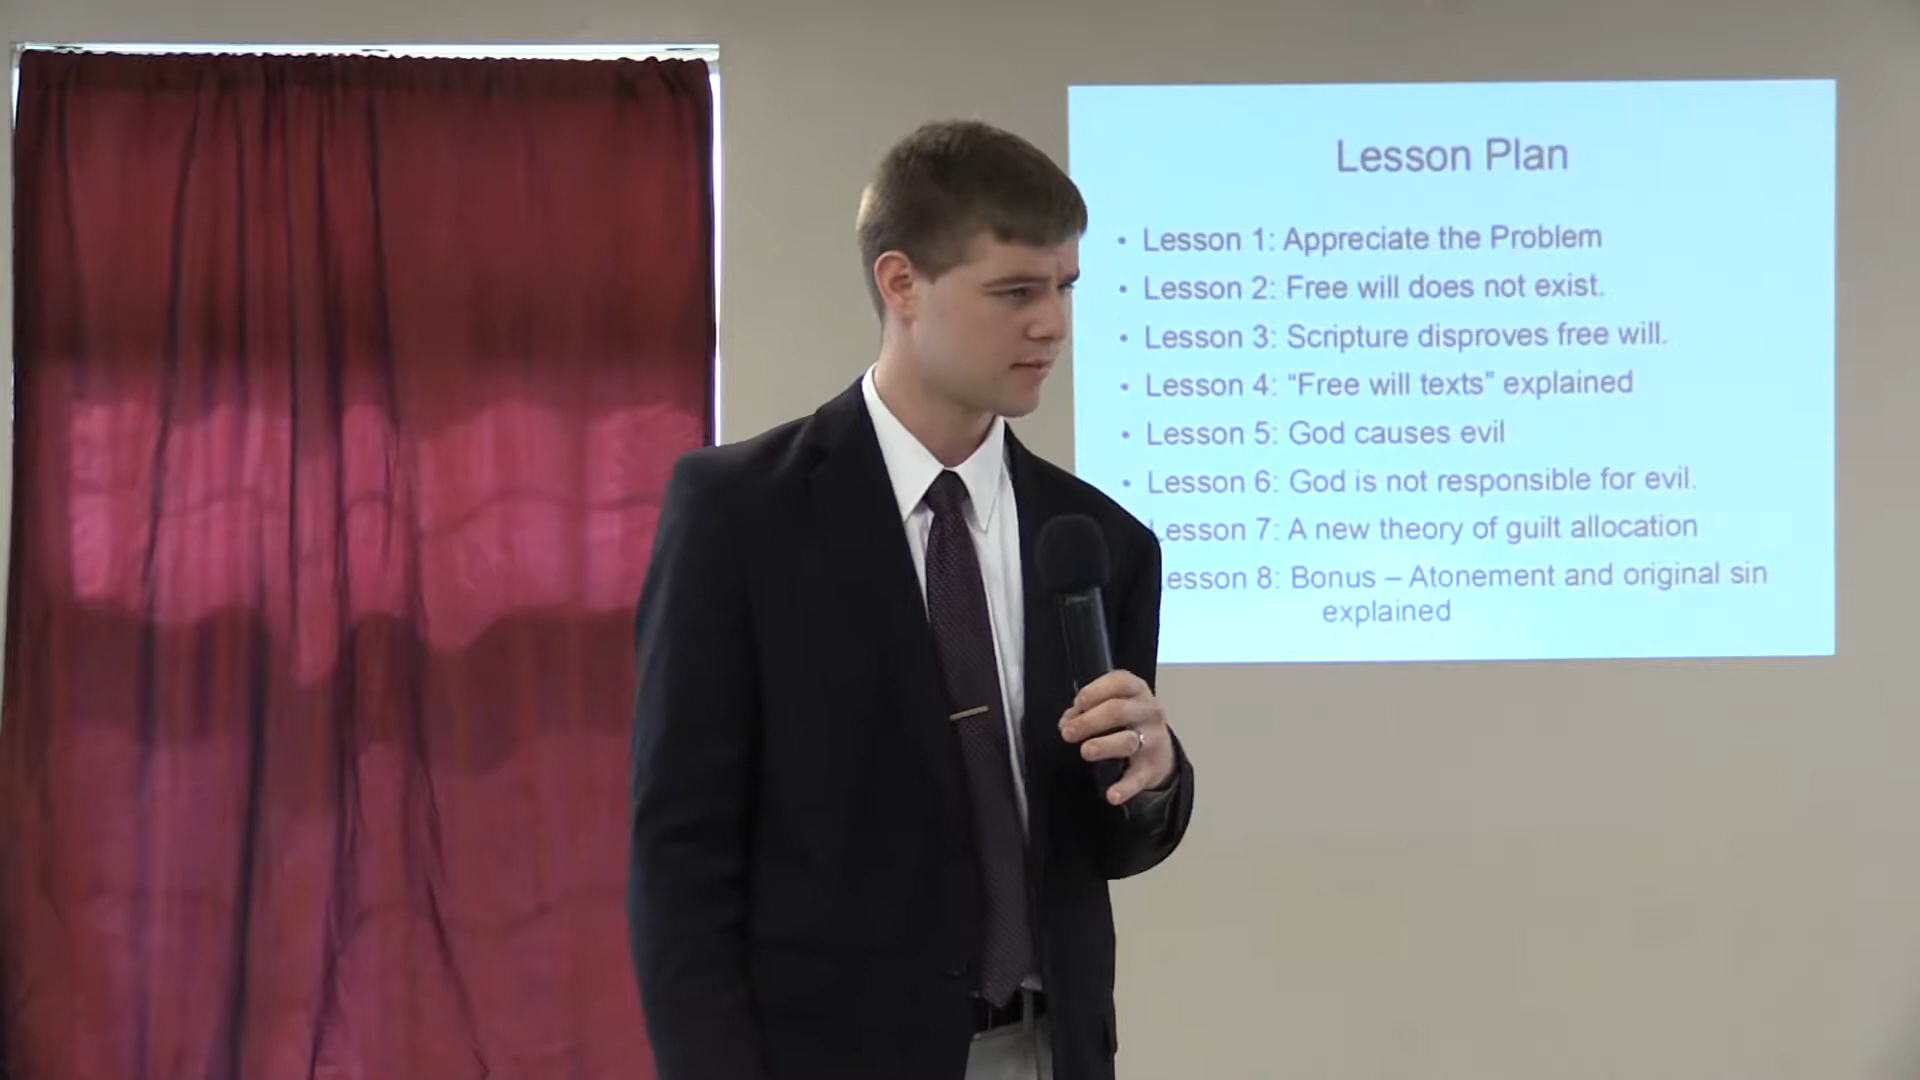 Lesson Plan
• Lesson 1: Appreciate the Problem
• Lesson 2: Free will does not exist.
• Lesson 3: Scripture disproves free will.
• Lesson 4: “Free will texts” explained
• Lesson 5: God causes evil
• Lesson 6: God is not responsible for evil.
Lesson 7: A new theory of guilt allocation
esson 8: Bonus – Atonement and original sin
explained